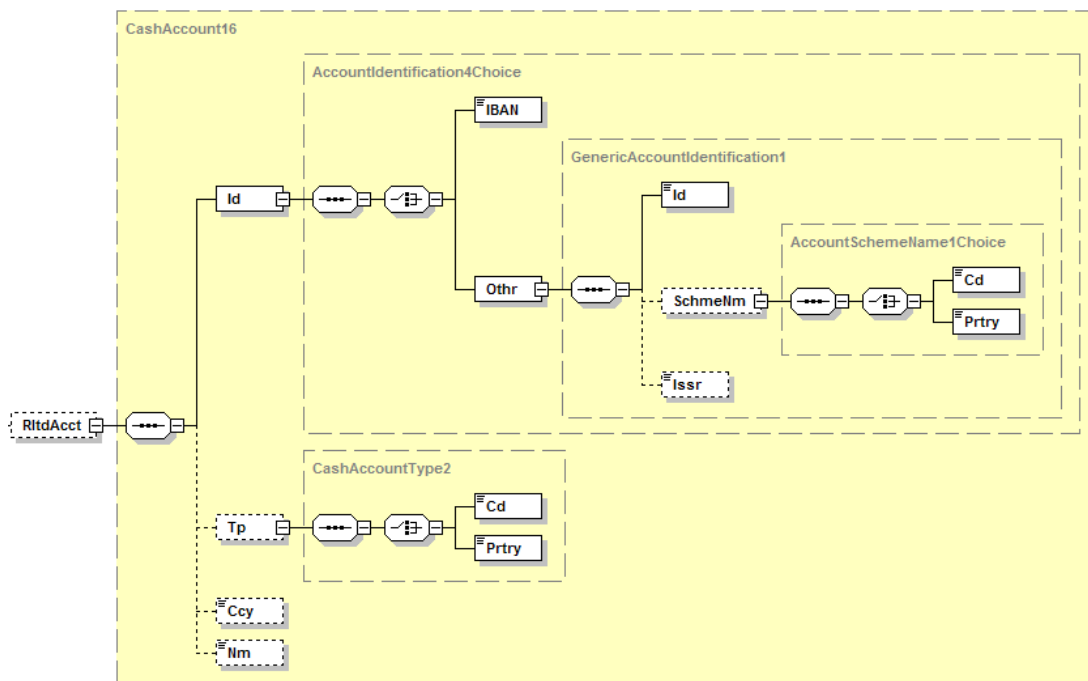 CashAccount16
AccountIdentification4Choice
IBAN
GenericAccountIdentification1
Id
Id
AccountSchemeName1Choice
Cd
Othr
SchmeNm
Prtry
Issr
RltdAcct
CashAccountType2
Cd
Tp
Prtry
Ccy
Nm